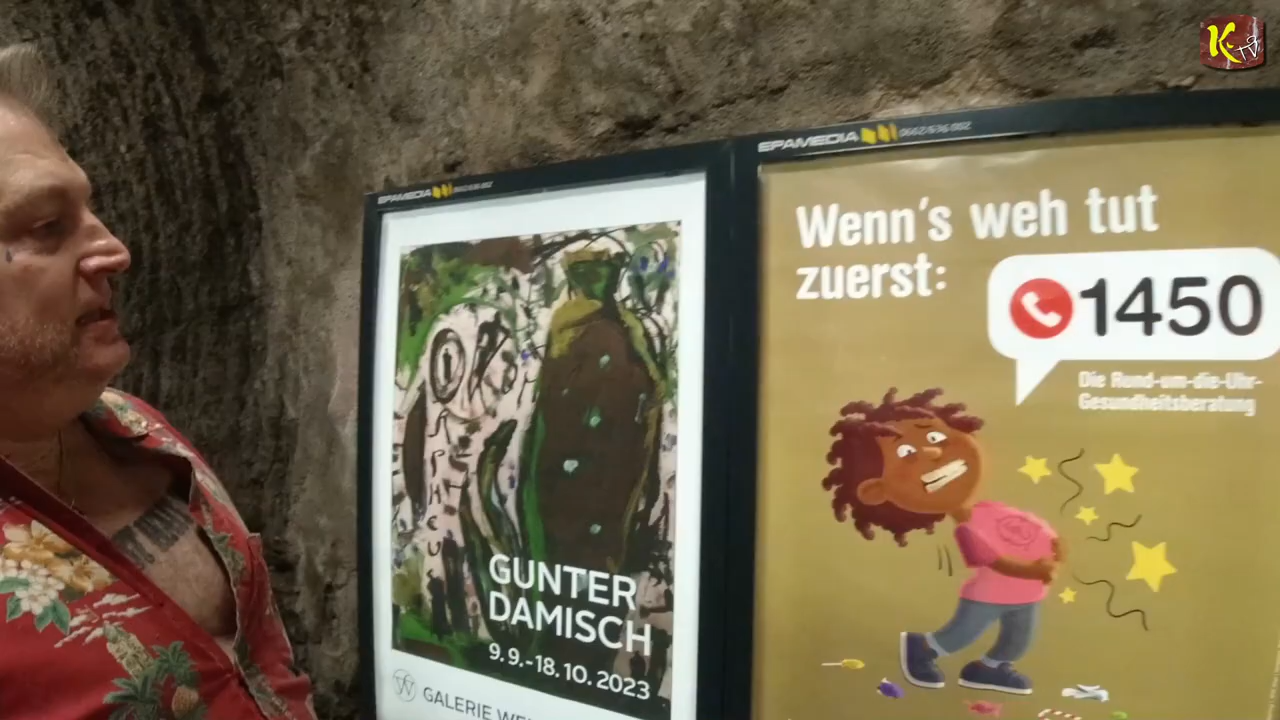 K TV
EPAMEDIA
EPAMEDIA
GUNTER
DAMISCH
9.9.-18.10.2023
GALERIE
Wenn's weh tut
zuerst:
1450
Die Rund-um-die-Uhr-
Gesundheitsberatung